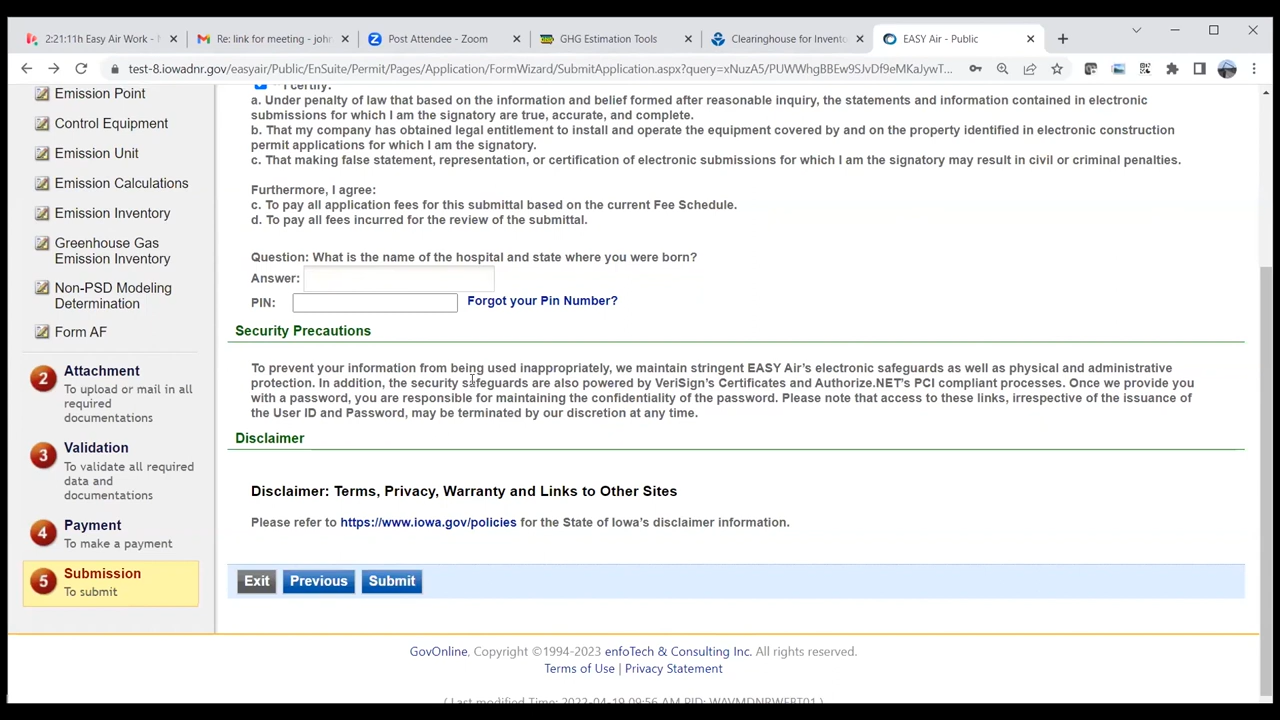 2:21:11h Easy Air Work -
Re: link for meeting - john
Post Attendee - Zoom
GHG Estimation Tools
Clearinghouse for Invento
EASY Air - Public
test-8.iowadnr.gov/easyair/Public/EnSuite/Permit/Pages/Application/FormWizard/SubmitApplication.aspx?query=xNuzA5/PUWWhgBBEw9SJvDf9eMKaJywT...
Emission Point
Control Equipment
Emission Unit
Emission Calculations
Emission Inventory
Greenhouse Gas
Emission Inventory
Non-PSD Modeling
Determination
Form AF
2 Attachment
To upload or mail in all
required
documentations
3 Validation
To validate all required
data and
documentations
4 Payment
To make a payment
5 Submission
To submit
I certify:
a. Under penalty of law that based on the information and belief formed after reasonable inquiry, the statements and information contained in electronic
submissions for which I am the signatory are true, accurate, and complete.
b. That my company has obtained legal entitlement to install and operate the equipment covered by and on the property identified in electronic construction
permit applications for which I am the signatory.
c. That making false statement, representation, or certification of electronic submissions for which I am the signatory may result in civil or criminal penalties.
Furthermore, I agree:
c. To pay all application fees for this submittal based on the current Fee Schedule.
d. To pay all fees incurred for the review of the submittal.
Question: What is the name of the hospital and state where you were born?
Answer:
PIN: Forgot your Pin Number?
Security Precautions
To prevent your information from being used inappropriately, we maintain stringent EASY Air's electronic safeguards as well as physical and administrative
protection. In addition, the security safeguards are also powered by VeriSign's Certificates and Authorize.NET's PCI compliant processes. Once we provide you
with a password, you are responsible for maintaining the confidentiality of the password. Please note that access to these links, irrespective of the issuance of
the User ID and Password, may be terminated by our discretion at any time.
Disclaimer
Disclaimer: Terms, Privacy, Warranty and Links to Other Sites
Please refer to https://www.iowa.gov/policies for the State of Iowa's disclaimer information.
Exit Previous Submit
GovOnline, Copyright ©1994-2023 enfoTech & Consulting Inc. All rights reserved.
Terms of Use | Privacy Statement
( Last modified Time: 2022-04-19 09:56 AM PID: